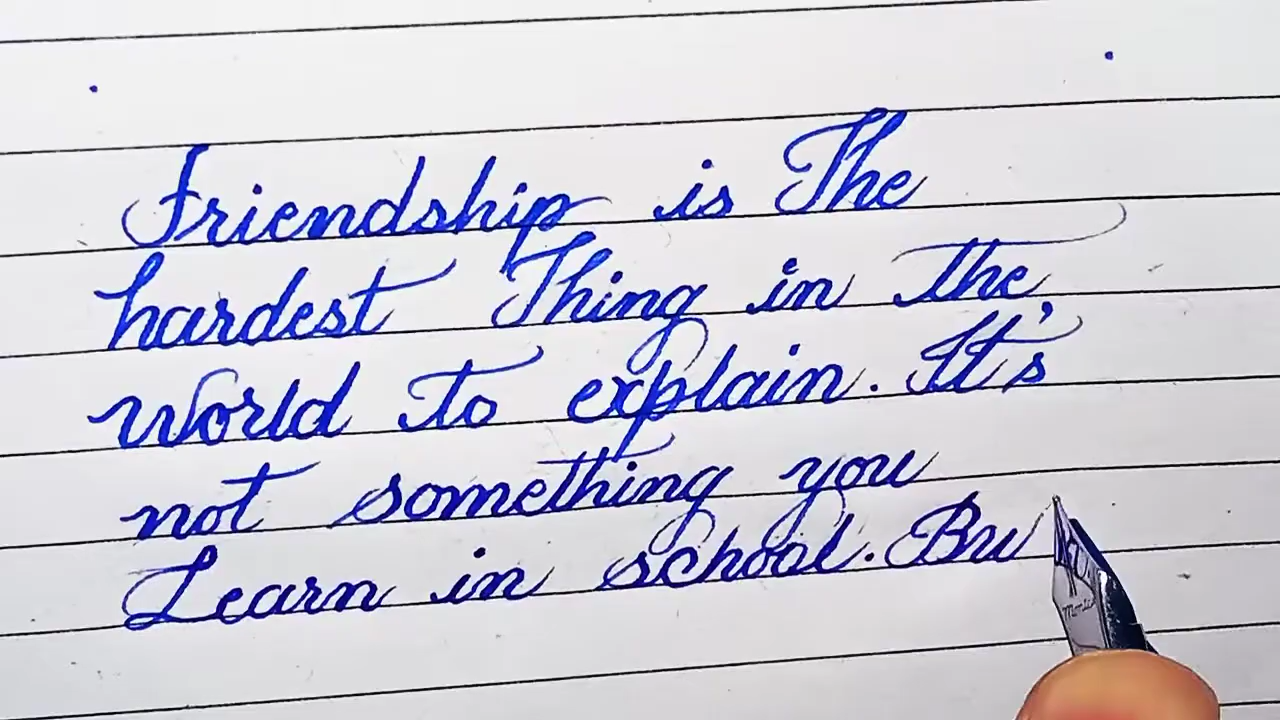 Friendship is The
hardest Thing in the
World to explain. It's
not something you
Learn in school. Bu